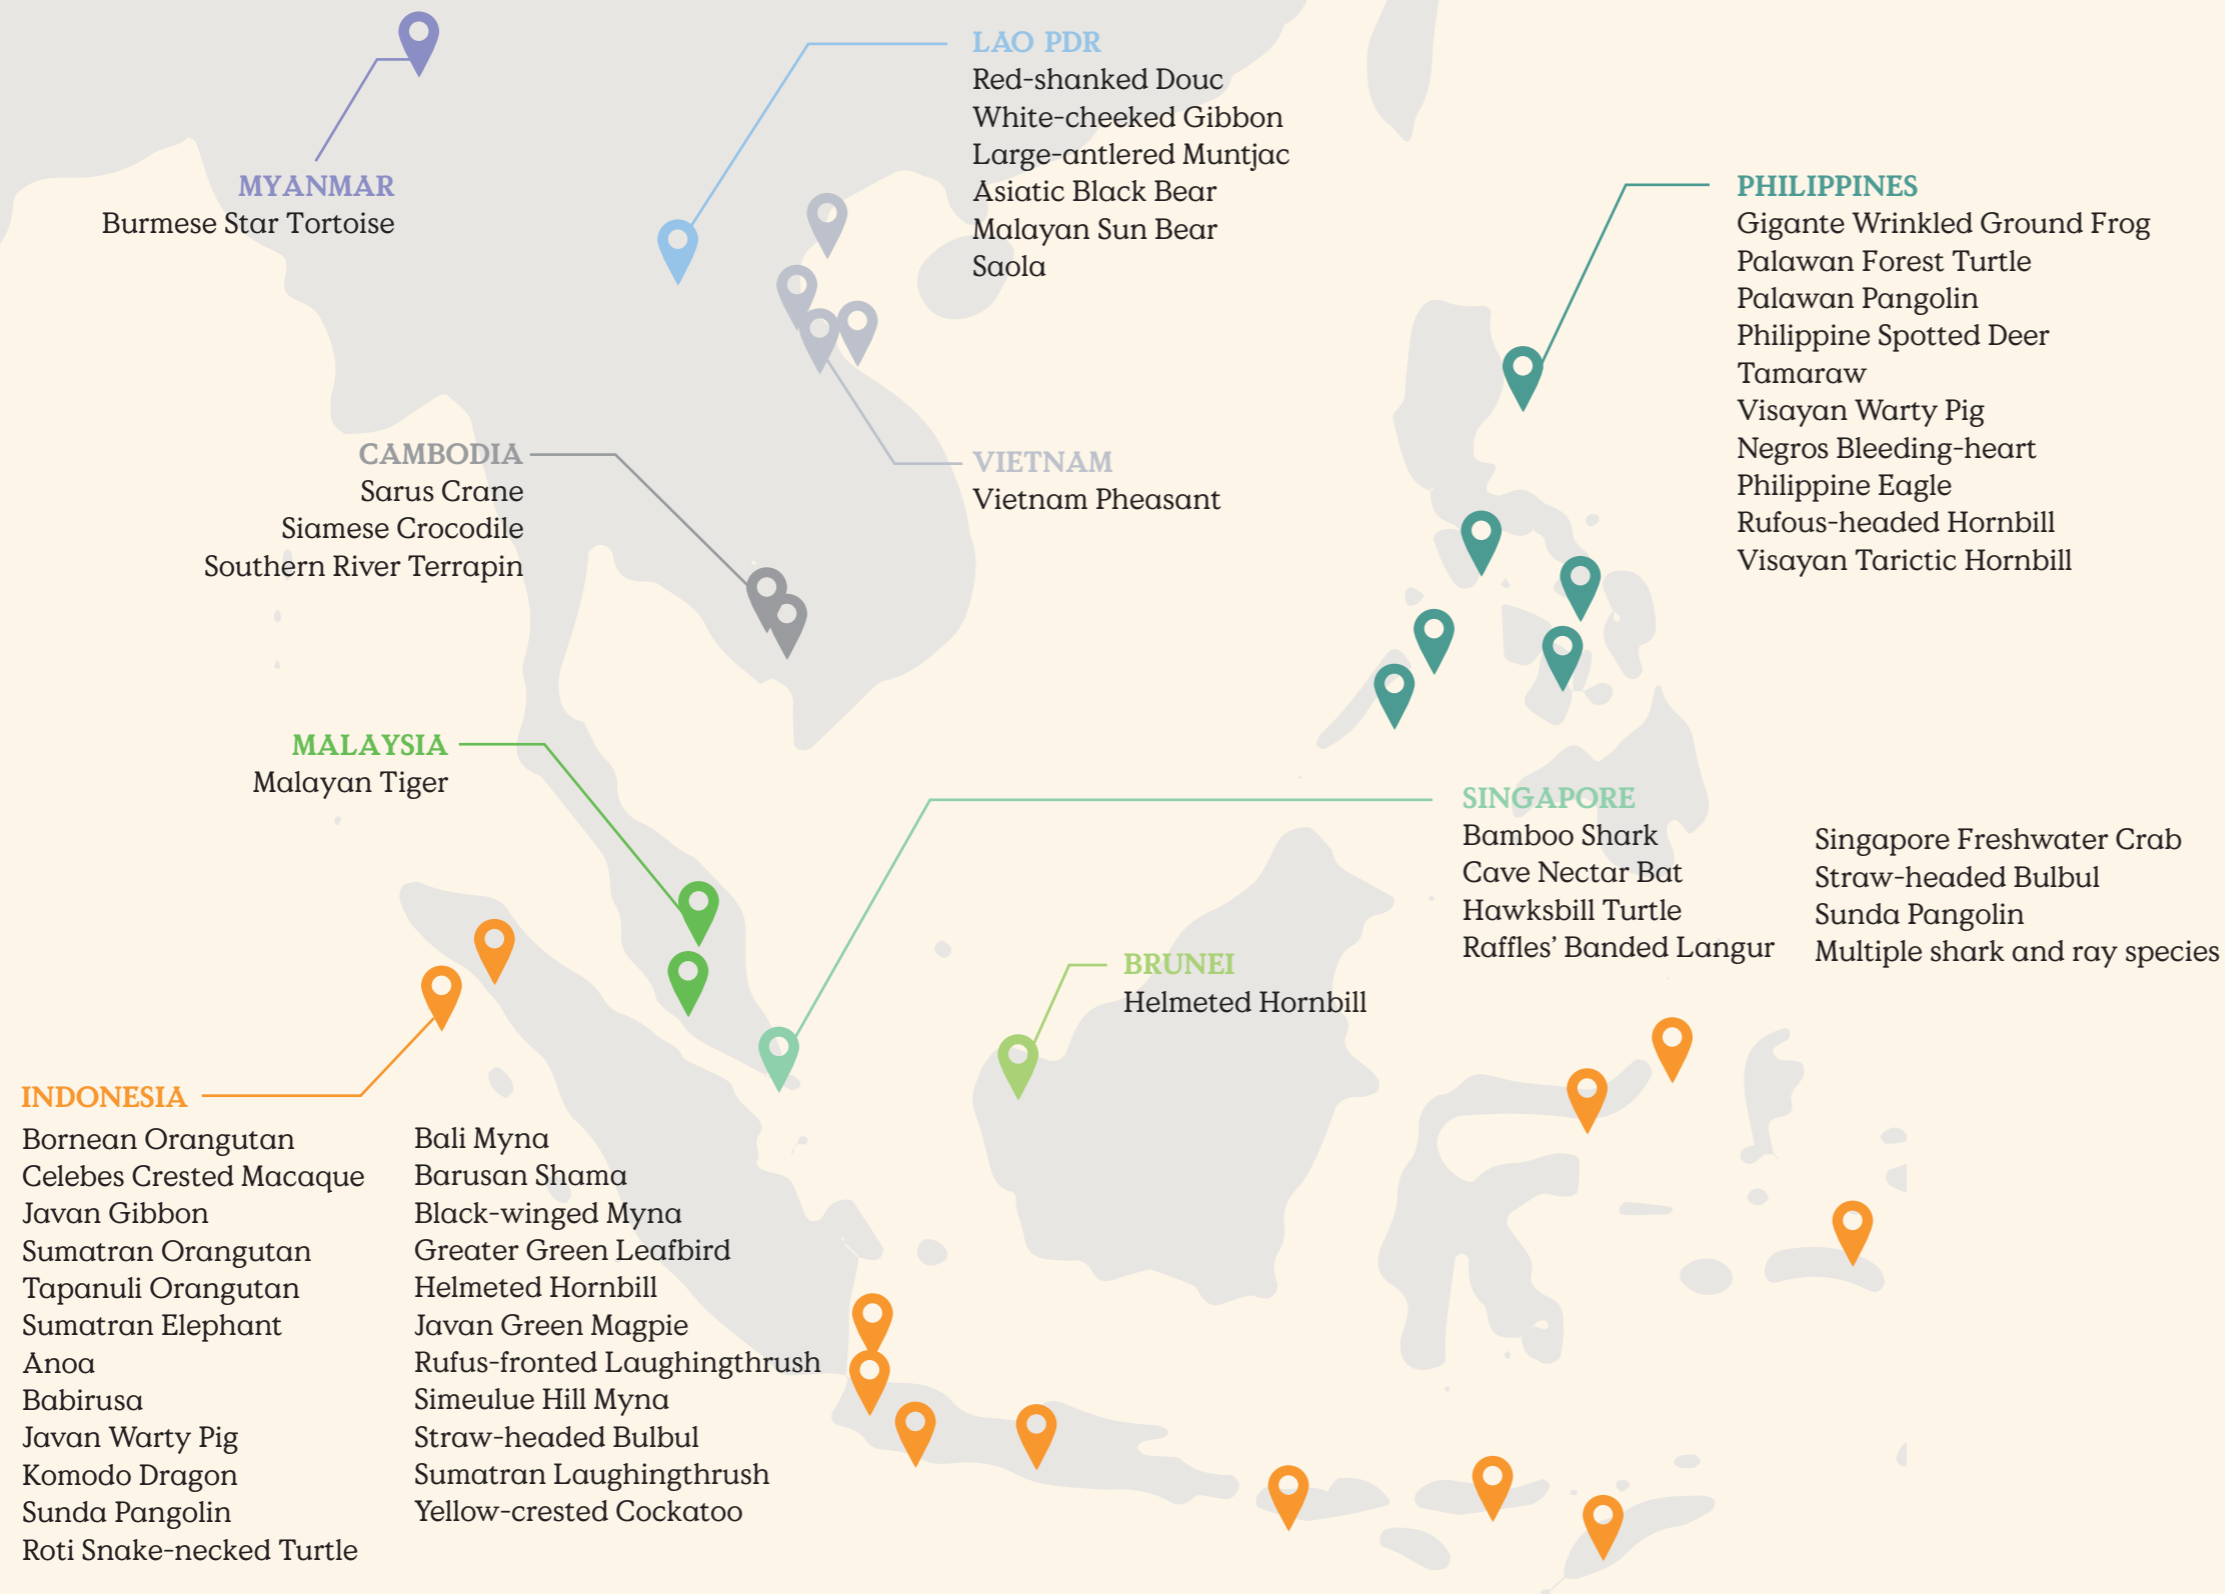 MYANMAR
Burmese Star Tortoise
LAO PDR
Red-shanked Douc
White-cheeked Gibbon
Large-antlered Muntjac
Asiatic Black Bear
Malayan Sun Bear
Saola
PHILIPPINES
Gigante Wrinkled Ground Frog
Palawan Forest Turtle
Palawan Pangolin
Philippine Spotted Deer
Tamaraw
Visayan Warty Pig
Negros Bleeding-heart
Philippine Eagle
Rufous-headed Hornbill
Visayan Tarictic Hornbill
CAMBODIA
Sarus Crane
Siamese Crocodile
Southern River Terrapin
VIETNAM
Vietnam Pheasant
MALAYSIA
Malayan Tiger
SINGAPORE
Bamboo Shark
Cave Nectar Bat
Hawksbill Turtle
Raffles’ Banded Langur
Singapore Freshwater Crab
Straw-headed Bulbul
Sunda Pangolin
Multiple shark and ray species
BRUNEI
Helmeted Hornbill
INDONESIA
Bornean Orangutan
Celebes Crested Macaque
Javan Gibbon
Sumatran Orangutan
Tapanuli Orangutan
Sumatran Elephant
Anoa
Babirusa
Javan Warty Pig
Komodo Dragon
Sunda Pangolin
Roti Snake-necked Turtle
Bali Myna
Barusan Shama
Black-winged Myna
Greater Green Leafbird
Helmeted Hornbill
Javan Green Magpie
Rufus-fronted Laughingthrush
Simeulue Hill Myna
Straw-headed Bulbul
Sumatran Laughingthrush
Yellow-crested Cockatoo